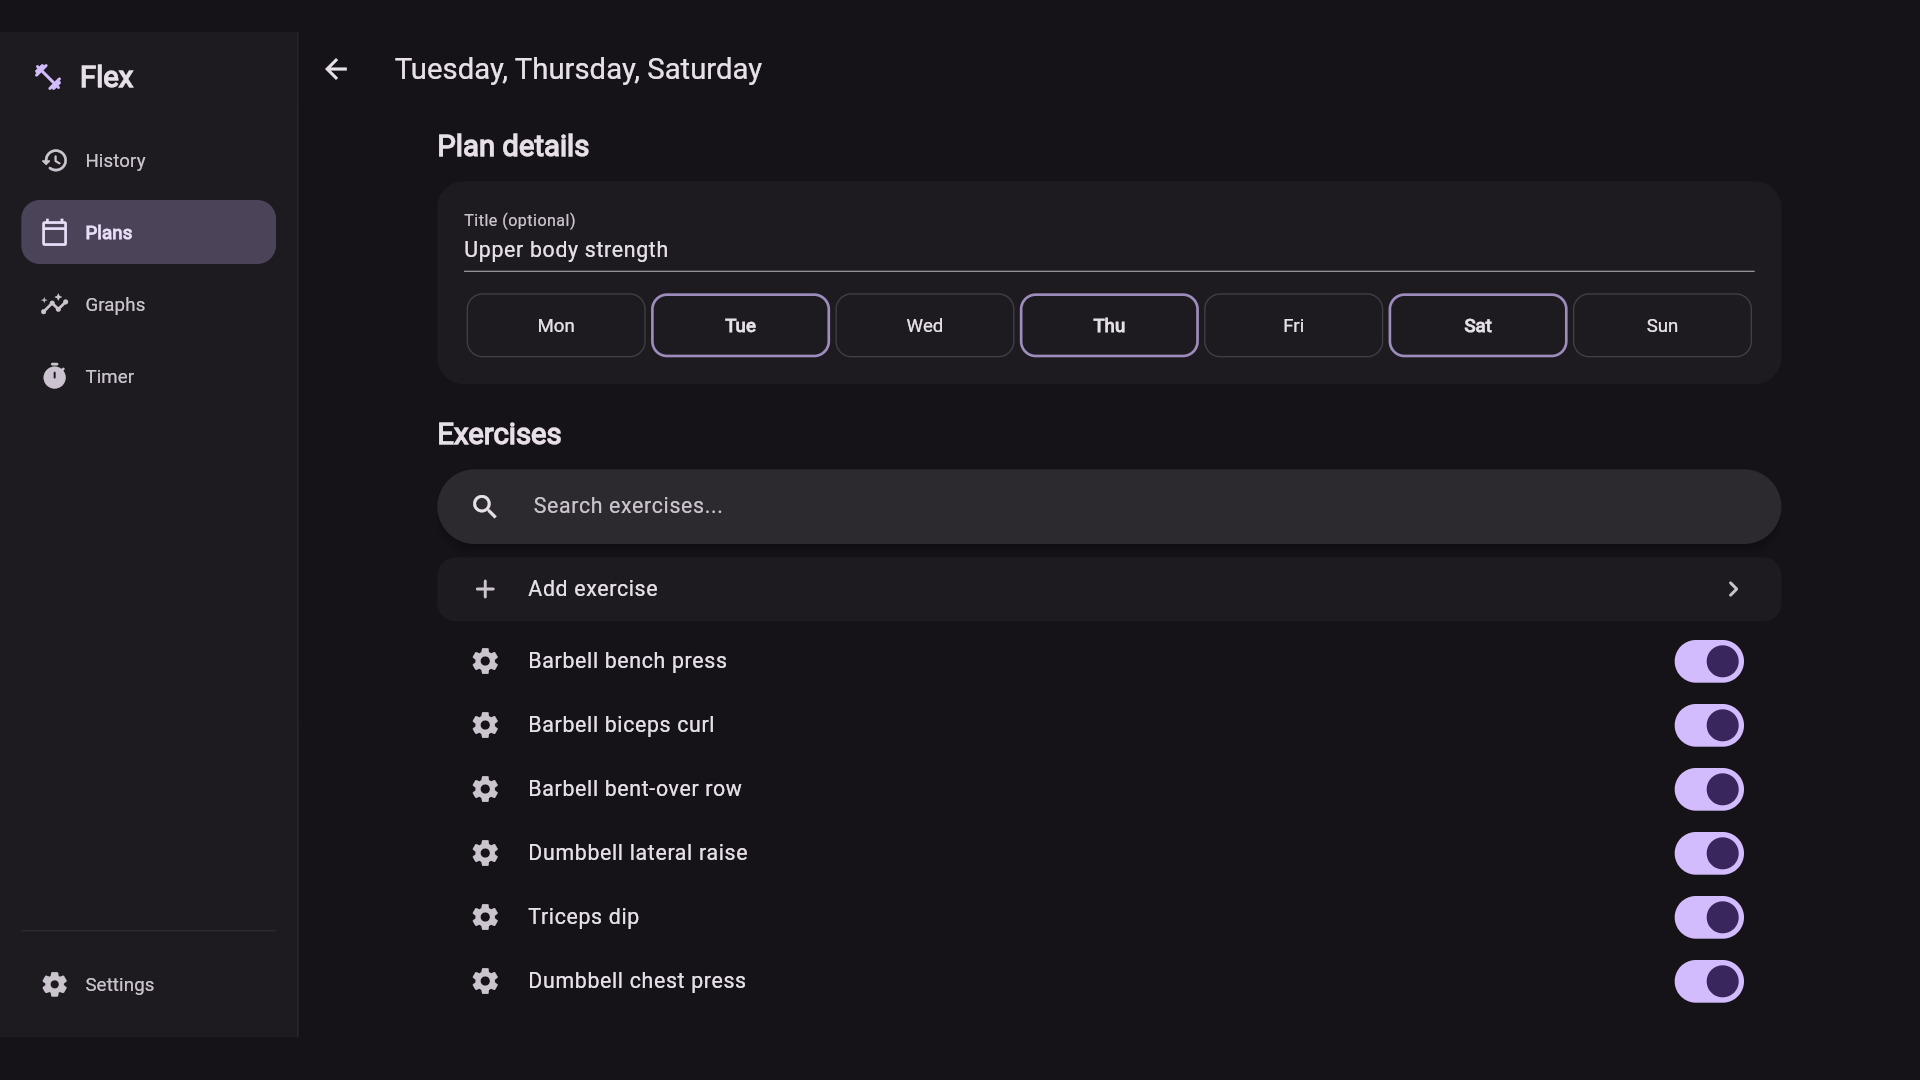 Flex
History
Plans
Graphs
Timer
Settings
Tuesday, Thursday, Saturday
Plan details
Title (optional)
Upper body strength
Mon Tue Wed Thu Fri Sat Sun
Exercises
Search exercises...
Add exercise
Barbell bench press
Barbell biceps curl
Barbell bent-over row
Dumbbell lateral raise
Triceps dip
Dumbbell chest press